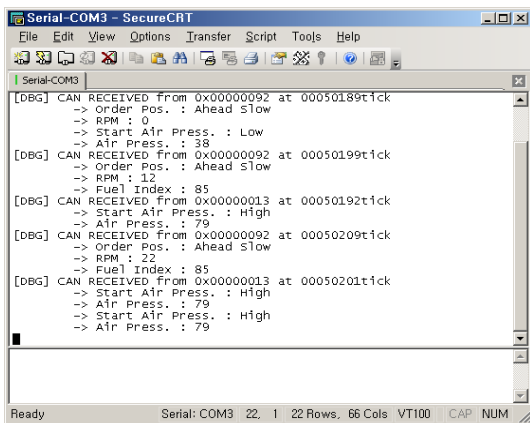 Serial-COM3 - SecureCRT
File Edit View Options Transfer Script Tools Help
Serial-COM3
[DBG] CAN RECEIVED from 0x00000092 at 00050189tick
-> Order Pos. : Ahead Slow
-> RPM : 0
-> Start Air Press. : Low
-> Air Press. : 38
[DBG] CAN RECEIVED from 0x00000092 at 00050199tick
-> Order Pos. : Ahead Slow
-> RPM : 12
-> Fuel Index : 85
[DBG] CAN RECEIVED from 0x00000013 at 00050192tick
-> Start Air Press. : High
-> Air Press. : 79
[DBG] CAN RECEIVED from 0x00000092 at 00050209tick
-> Order Pos. : Ahead Slow
-> RPM : 22
-> Fuel Index : 85
[DBG] CAN RECEIVED from 0x00000013 at 00050201tick
-> Start Air Press. : High
-> Air Press. : 79
-> Start Air Press. : High
-> Air Press. : 79
Ready Serial: COM3 22, 1 22 Rows, 66 Cols VT100 CAP NUM